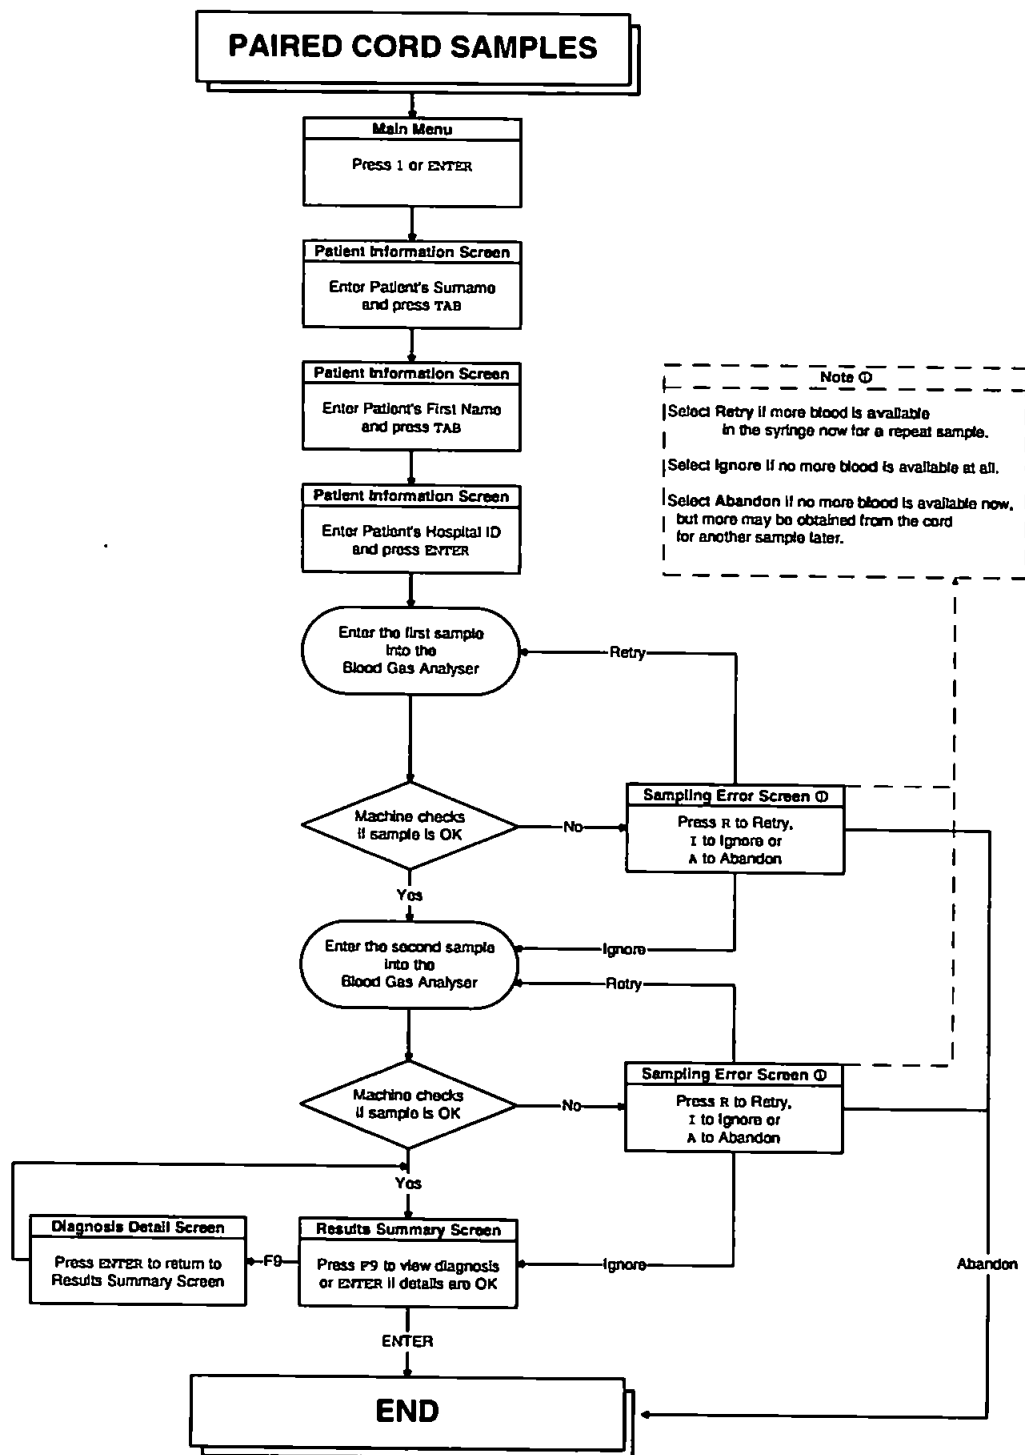 PAIRED CORD SAMPLES
Main Menu
Press 1 or ENTER
Patient Information Screen
Enter Patient's Surname
and press TAB
Patient Information Screen
Enter Patient's First Name
and press TAB
Patient Information Screen
Enter Patient's Hospital ID
and press ENTER
Note ①
Select Retry if more blood is available
in the syringe now for a repeat sample.
Select Ignore if no more blood is available at all.
Select Abandon if no more blood is available now,
but more may be obtained from the cord
for another sample later.
Enter the first sample
into the
Blood Gas Analyser
Retry
Machine checks
if sample is OK
No
Sampling Error Screen ①
Press R to Retry,
I to Ignore or
A to Abandon
Yes
Enter the second sample
into the
Blood Gas Analyser
Ignore
Retry
Machine checks
if sample is OK
No
Sampling Error Screen ①
Press R to Retry,
I to Ignore or
A to Abandon
Yes
Diagnosis Detail Screen
Press ENTER to return to
Results Summary Screen
F9
Results Summary Screen
Press F9 to view diagnosis
or ENTER if details are OK
Ignore
Abandon
ENTER
END